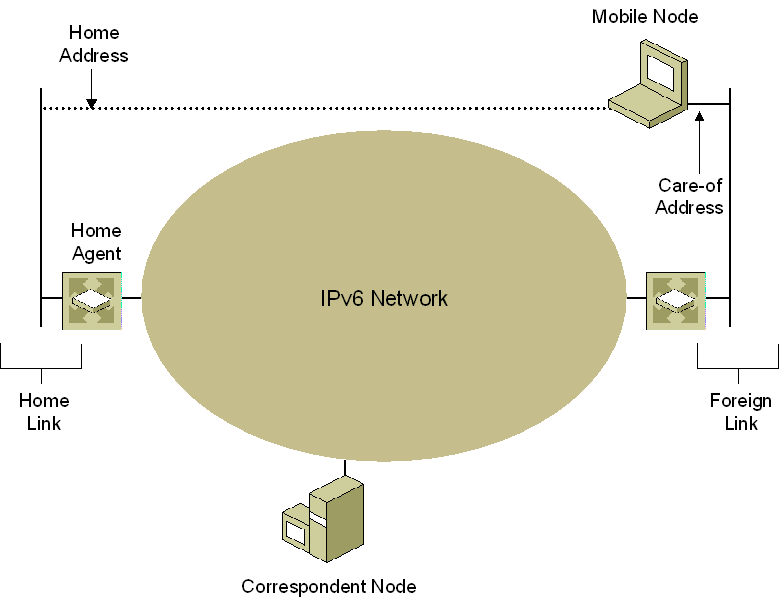 Mobile Node
Home
Address
Care-of
Address
Home
Agent
IPv6 Network
Home
Link
Foreign
Link
Correspondent Node